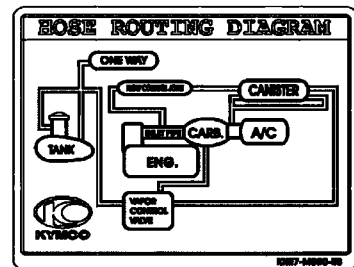 HOSE ROUTING DIAGRAM
ONE WAY
CANISTER
TANK
CARB.
A/C
ENG.
VAPOR
CONTROL
VALVE
KYMCO